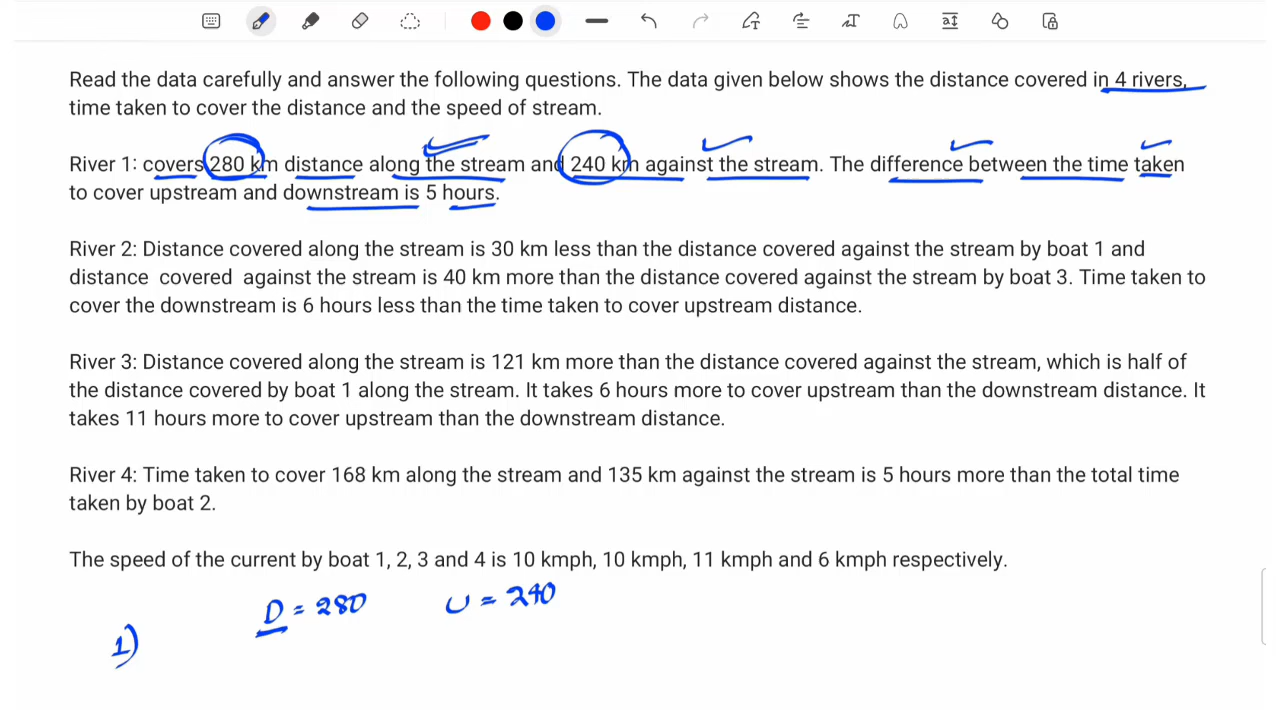 Read the data carefully and answer the following questions. The data given below shows the distance covered in 4 rivers,
time taken to cover the distance and the speed of stream.
River 1: covers 280 km distance along the stream and 240 km against the stream. The difference between the time taken
to cover upstream and downstream is 5 hours.
River 2: Distance covered along the stream is 30 km less than the distance covered against the stream by boat 1 and
distance covered against the stream is 40 km more than the distance covered against the stream by boat 3. Time taken to
cover the downstream is 6 hours less than the time taken to cover upstream distance.
River 3: Distance covered along the stream is 121 km more than the distance covered against the stream, which is half of
the distance covered by boat 1 along the stream. It takes 6 hours more to cover upstream than the downstream distance. It
takes 11 hours more to cover upstream than the downstream distance.
River 4: Time taken to cover 168 km along the stream and 135 km against the stream is 5 hours more than the total time
taken by boat 2.
The speed of the current by boat 1, 2, 3 and 4 is 10 kmph, 10 kmph, 11 kmph and 6 kmph respectively.
D = 280 U = 240
1)